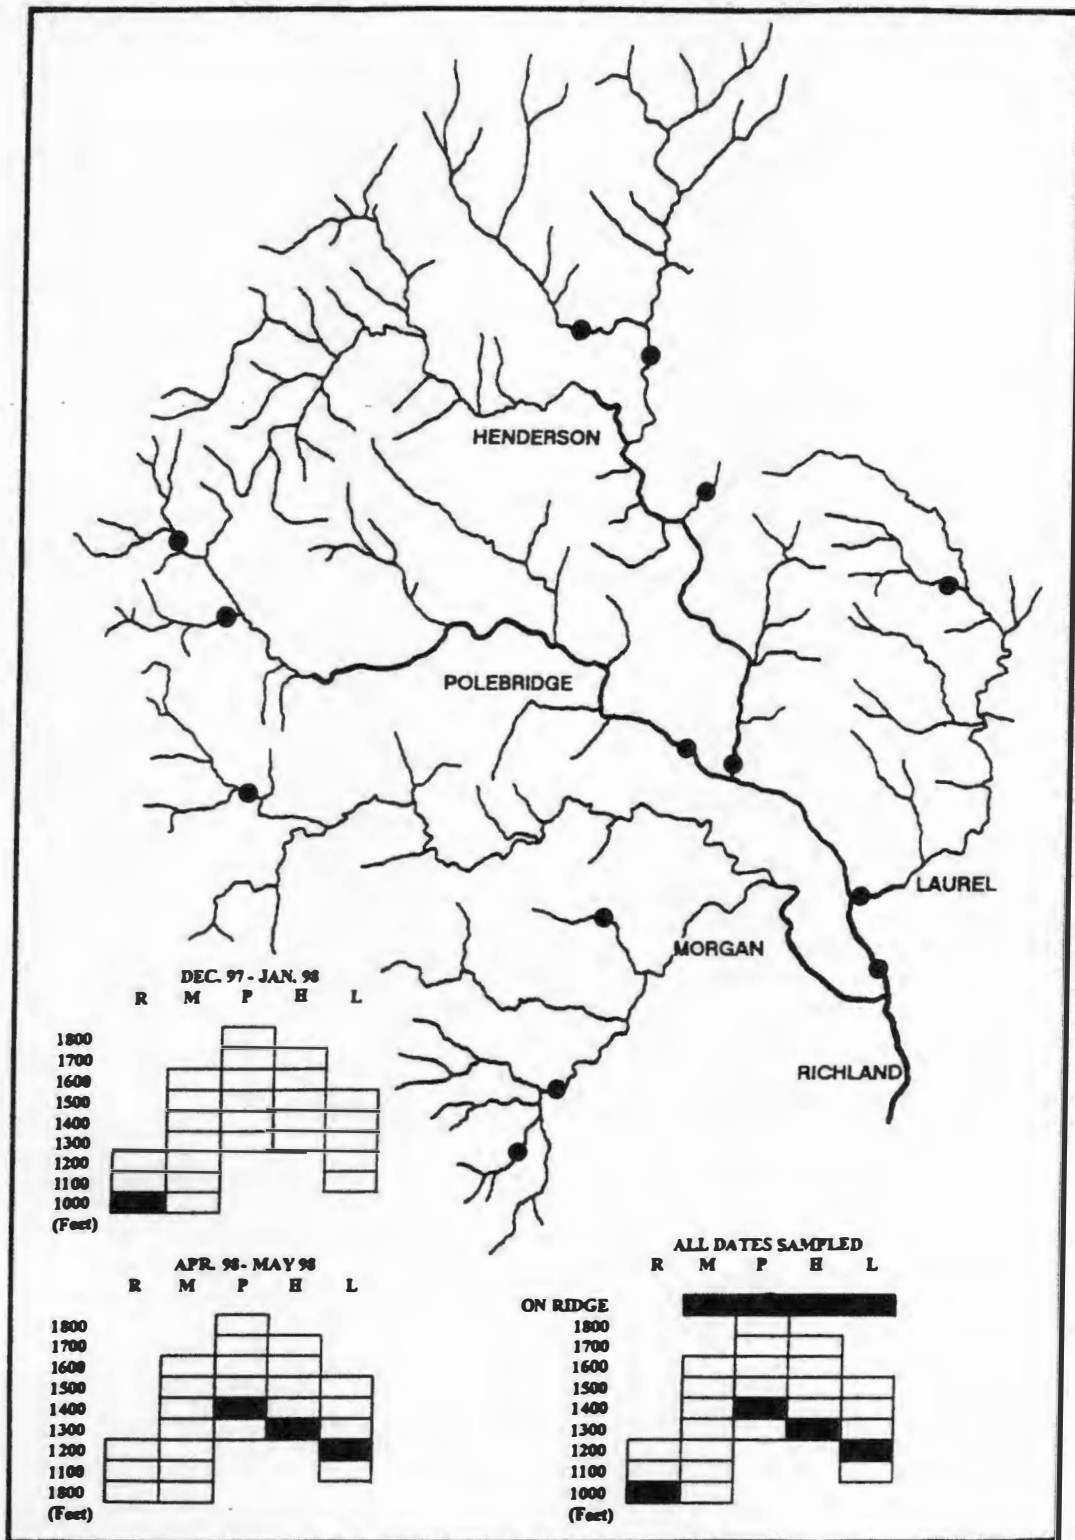 HENDERSON
POLEBRIDGE
LAUREL
MORGAN
RICHLAND
DEC. 97 - JAN. 98
R M P H L
1800
1700
1600
1500
1400
1300
1200
1100
1000
(Feet)
APR. 98 - MAY 98
R M P H L
1800
1700
1600
1500
1400
1300
1200
1100
1800
(Feet)
ALL DATES SAMPLED
R M P H L
ON RIDGE
1800
1700
1600
1500
1400
1300
1200
1100
1000
(Feet)